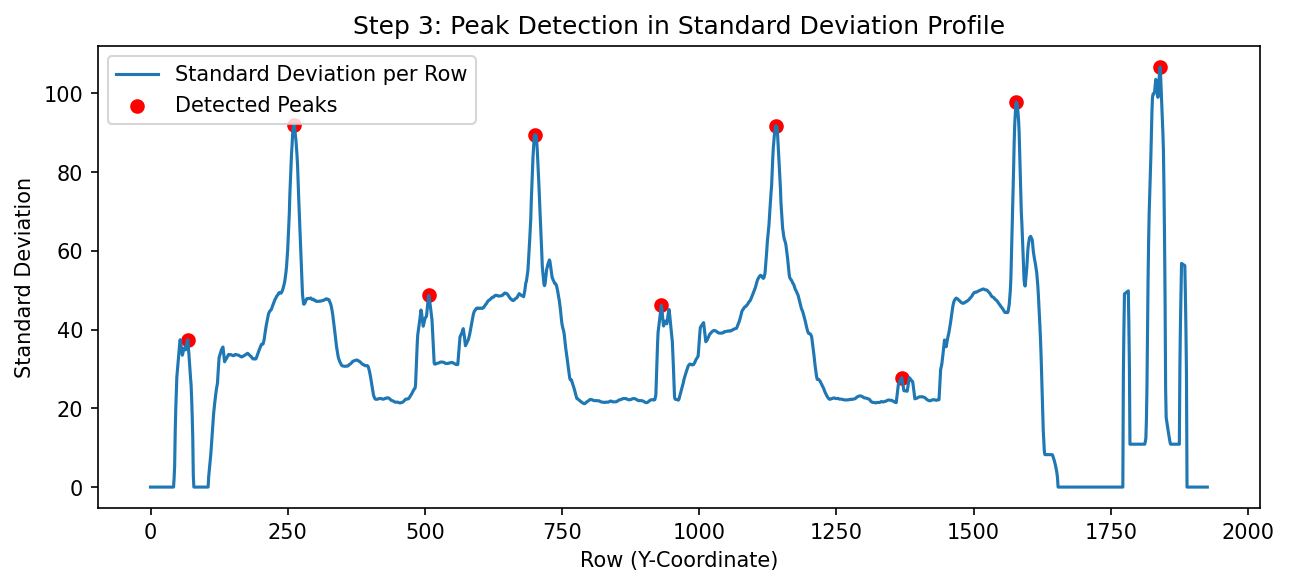 Step 3: Peak Detection in Standard Deviation Profile
Standard Deviation per Row
Detected Peaks
Standard Deviation
100
80
60
40
20
0
0 250 500 750 1000 1250 1500 1750 2000
Row (Y-Coordinate)